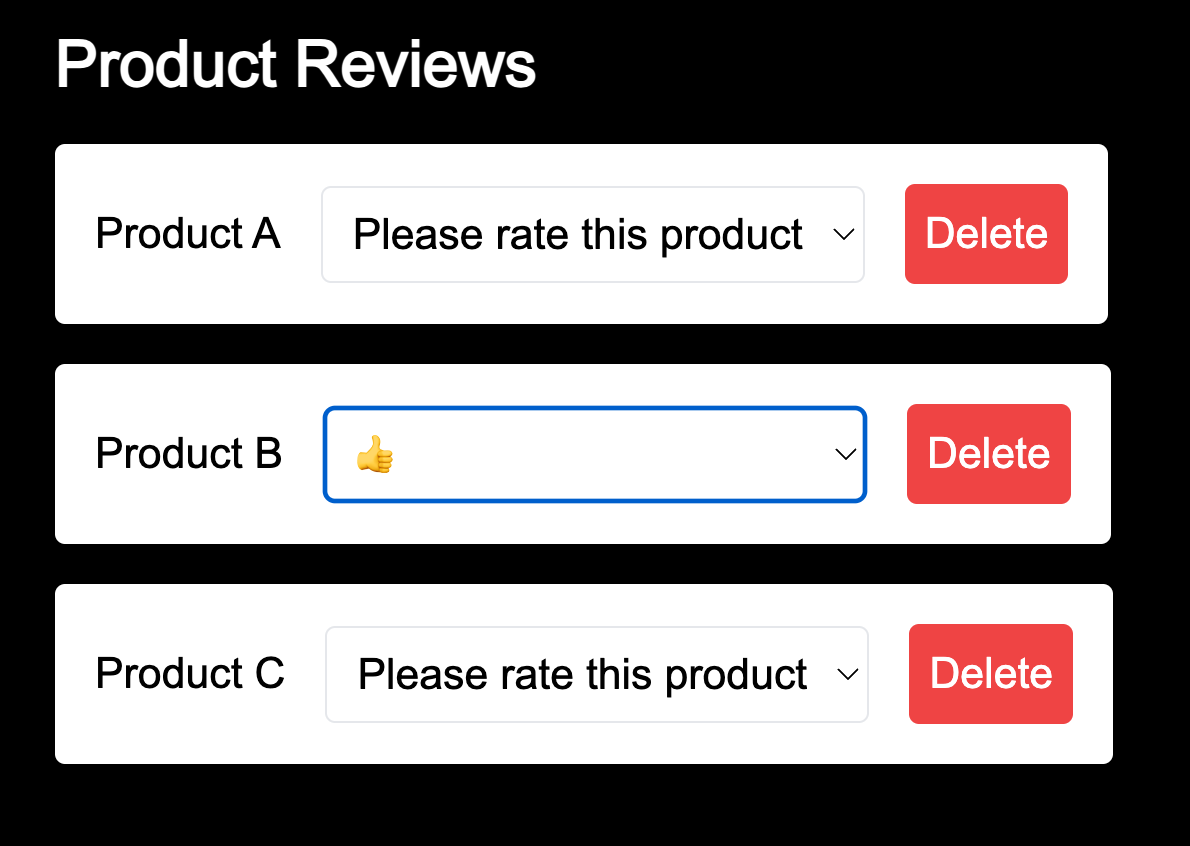 Product Reviews
Product A Please rate this product Delete
Product B 👍 Delete
Product C Please rate this product Delete